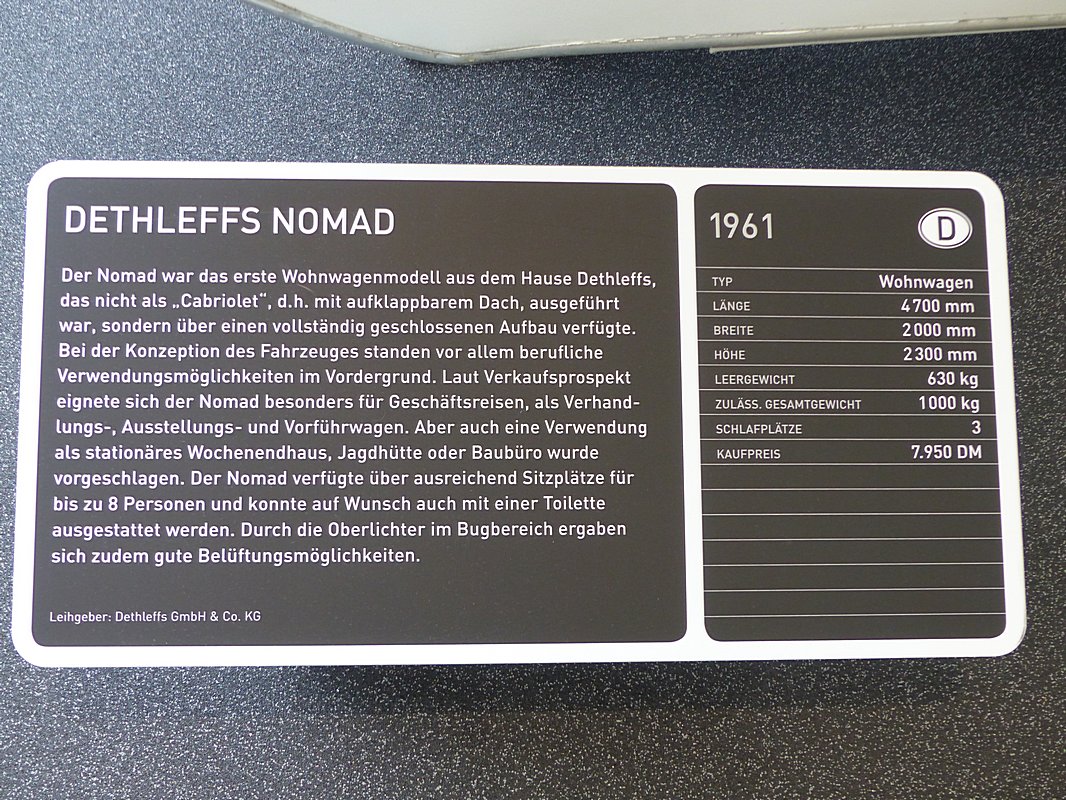 DETHLEFFS NOMAD
Der Nomad war das erste Wohnwagenmodell aus dem Hause Dethleffs,
das nicht als „Cabriolet“, d.h. mit aufklappbarem Dach, ausgeführt
war, sondern über einen vollständig geschlossenen Aufbau verfügte.
Bei der Konzeption des Fahrzeuges standen vor allem berufliche
Verwendungsmöglichkeiten im Vordergrund. Laut Verkaufsprospekt
eignete sich der Nomad besonders für Geschäftsreisen, als Verhand-
lungs-, Ausstellungs- und Vorführwagen. Aber auch eine Verwendung
als stationäres Wochenendhaus, Jagdhütte oder Baubüro wurde
vorgeschlagen. Der Nomad verfügte über ausreichend Sitzplätze für
bis zu 8 Personen und konnte auf Wunsch auch mit einer Toilette
ausgestattet werden. Durch die Oberlichter im Bugbereich ergaben
sich zudem gute Belüftungsmöglichkeiten.
Leihgeber: Dethleffs GmbH & Co. KG
1961 D
TYP Wohnwagen
LÄNGE 4700 mm
BREITE 2000 mm
HÖHE 2300 mm
LEERGEWICHT 630 kg
ZULÄSS. GESAMTGEWICHT 1000 kg
SCHLAFPLÄTZE 3
KAUFPREIS 7.950 DM